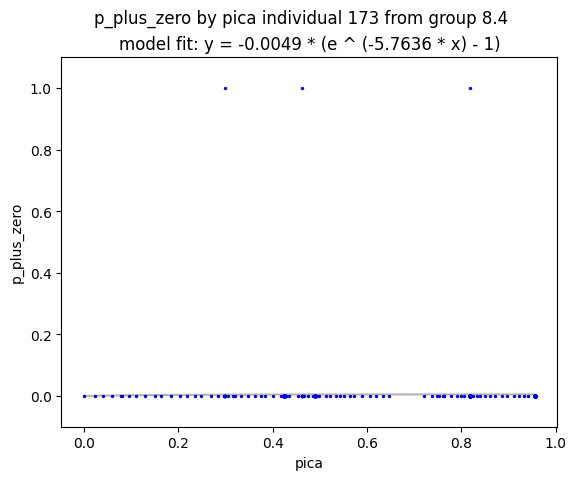 p_plus_zero by pica individual 173 from group 8.4
model fit: y = -0.0049 * (e ^ (-5.7636 * x) - 1)
1.0
0.8
0.6
0.4
0.2
0.0
p_plus_zero
0.0 0.2 0.4 0.6 0.8 1.0
pica